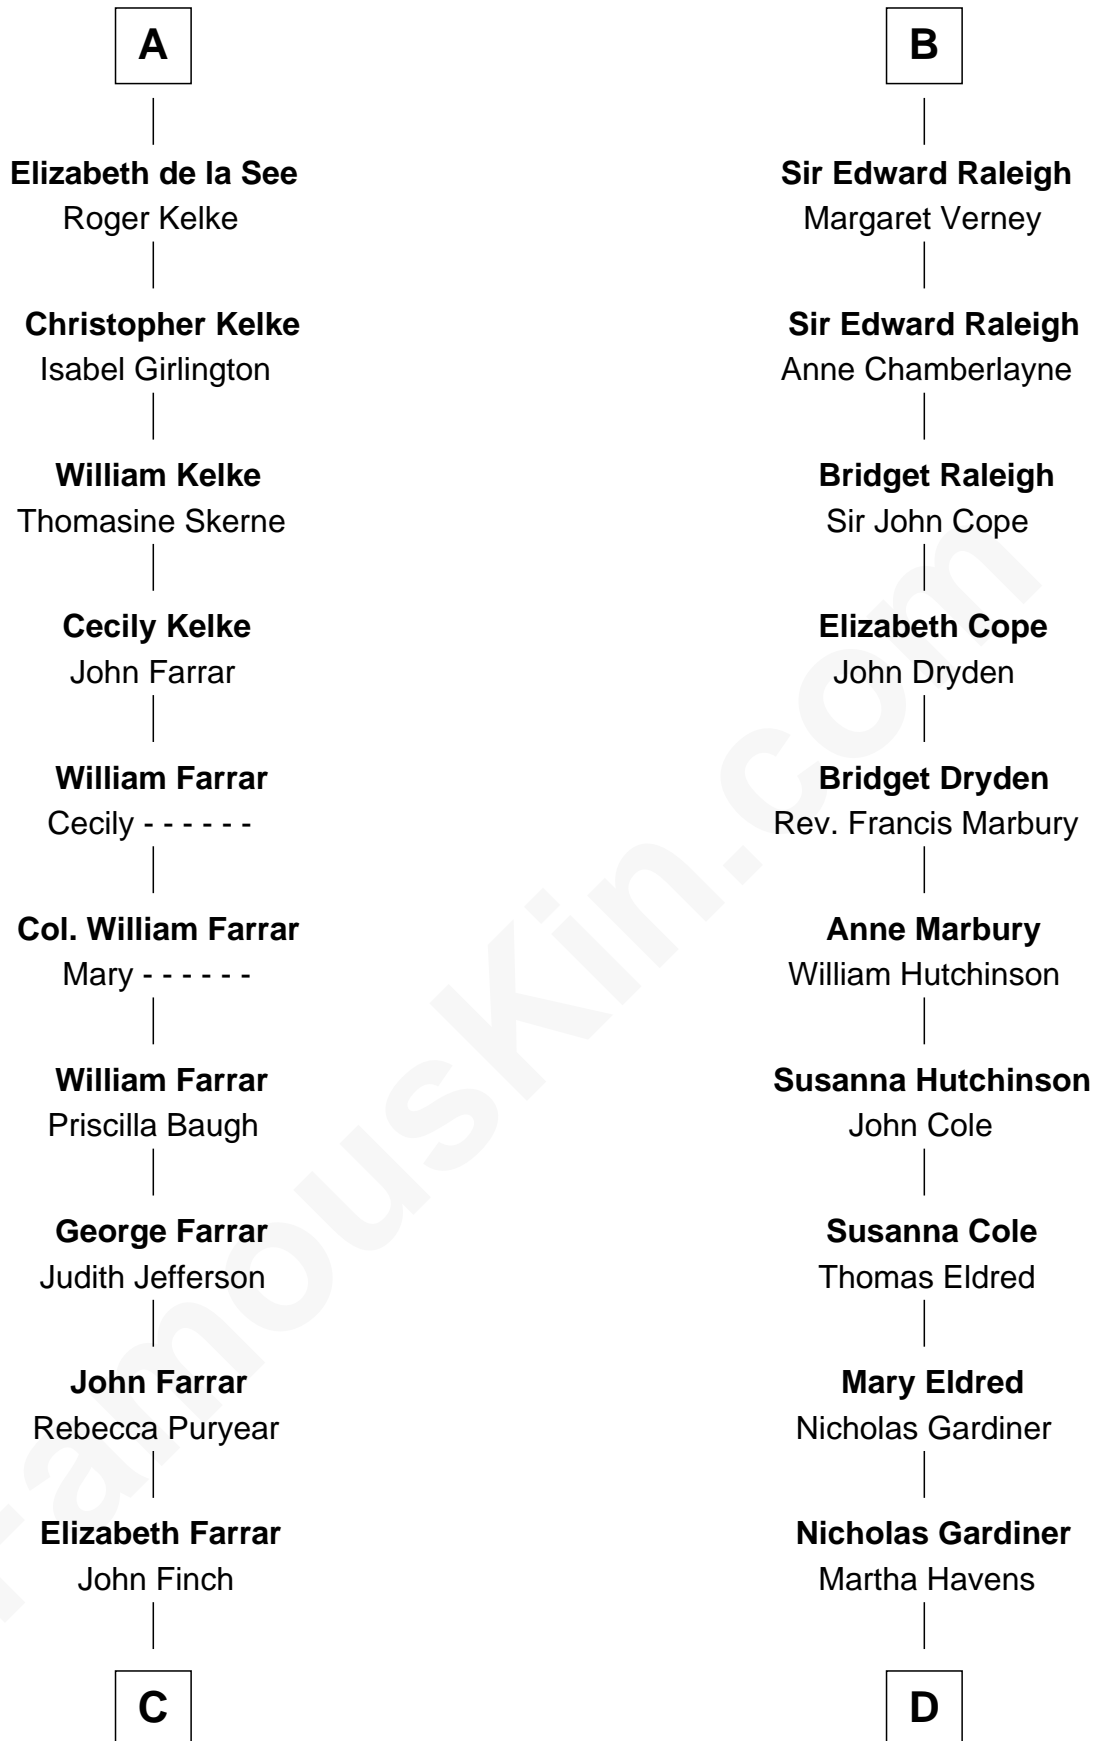 A
Elizabeth de la See
Roger Kelke
Christopher Kelke
Isabel Girlington
William Kelke
Thomasine Skerne
Cecily Kelke
John Farrar
William Farrar
Cecily - - - - - -
Col. William Farrar
Mary - - - - - -
William Farrar
Priscilla Baugh
George Farrar
Judith Jefferson
John Farrar
Rebecca Puryear
Elizabeth Farrar
John Finch
C
B
Sir Edward Raleigh
Margaret Verney
Sir Edward Raleigh
Anne Chamberlayne
Bridget Raleigh
Sir John Cope
Elizabeth Cope
John Dryden
Bridget Dryden
Rev. Francis Marbury
Anne Marbury
William Hutchinson
Susanna Hutchinson
John Cole
Susanna Cole
Thomas Eldred
Mary Eldred
Nicholas Gardiner
Nicholas Gardiner
Martha Havens
D
FamousKin.com